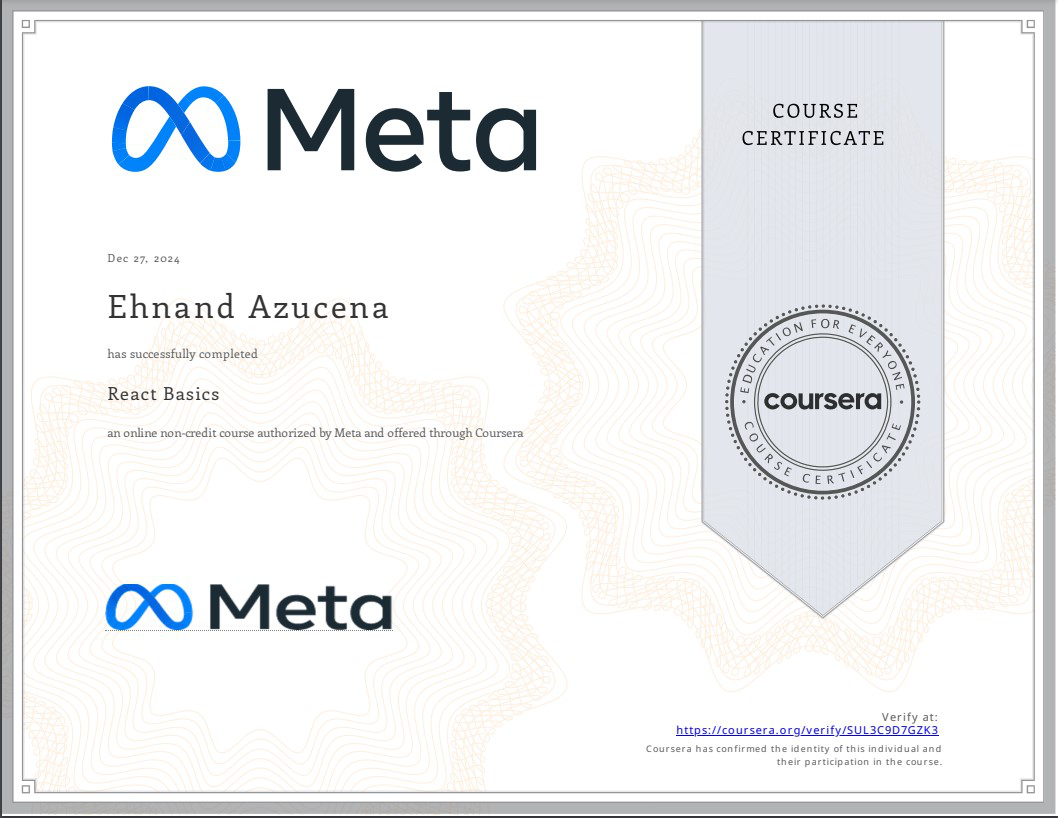 Meta
COURSE
CERTIFICATE
Dec 27, 2024
Ehnand Azucena
has successfully completed
React Basics
an online non-credit course authorized by Meta and offered through Coursera
EDUCATION FOR EVERYONE
coursera
COURSE CERTIFICATE
Meta
Verify at:
https://coursera.org/verify/SUL3C9D7GZK3
Coursera has confirmed the identity of this individual and
their participation in the course.